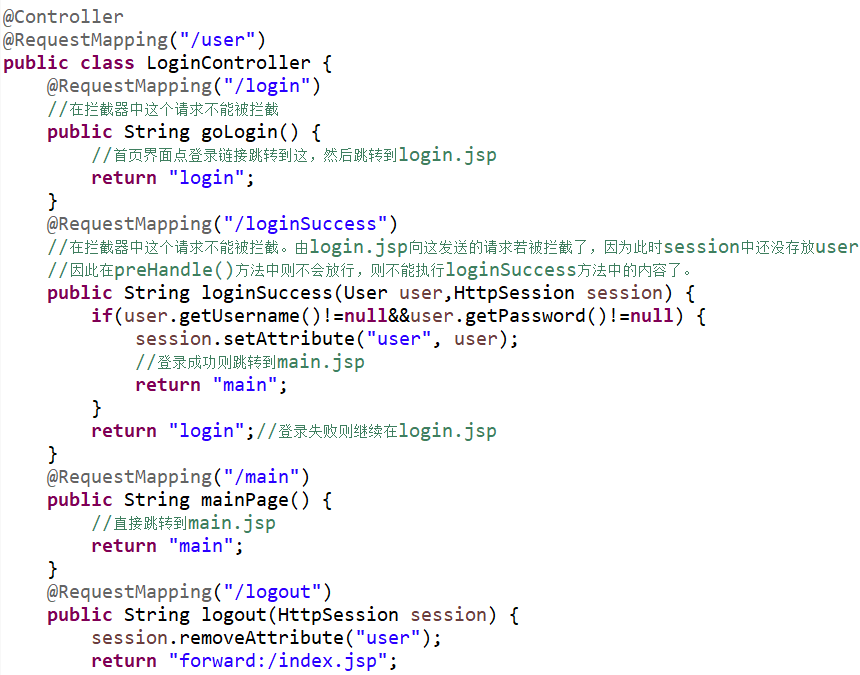 @Controller
@RequestMapping("/user")
public class LoginController {
    @RequestMapping("/login")
    //在拦截器中这个请求不能被拦截
    public String goLogin() {
        //首页界面点登录链接跳转到这，然后跳转到login.jsp
        return "login";
    }
    @RequestMapping("/loginSuccess")
    //在拦截器中这个请求不能被拦截。由login.jsp向这发送的请求若被拦截了，因为此时session中还没存放user
    //因此在preHandle()方法中则不会放行，则不能执行loginSuccess方法中的内容了。
    public String loginSuccess(User user,HttpSession session) {
        if(user.getUsername()!=null&&user.getPassword()!=null) {
            session.setAttribute("user", user);
            //登录成功则跳转到main.jsp
            return "main";
        }
        return "login";//登录失败则继续在login.jsp
    }
    @RequestMapping("/main")
    public String mainPage() {
        //直接跳转到main.jsp
        return "main";
    }
    @RequestMapping("/logout")
    public String logout(HttpSession session) {
        session.removeAttribute("user");
        return "forward:/index.jsp";